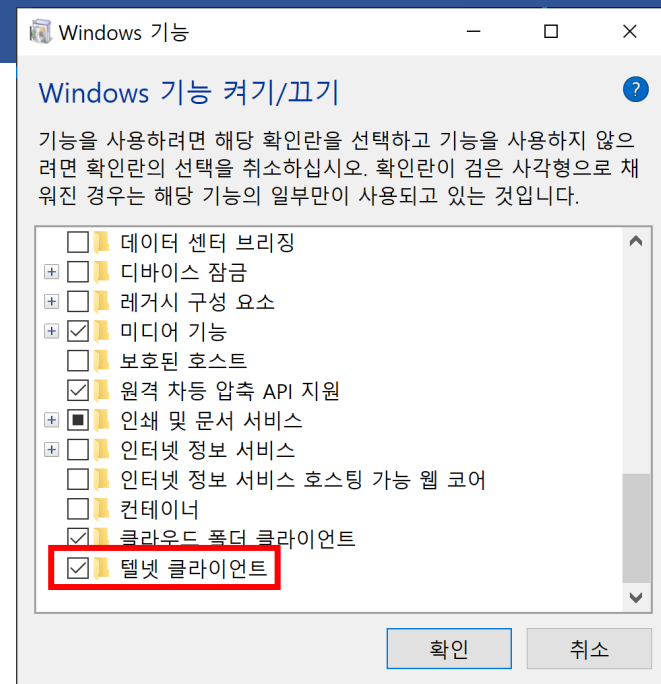 Windows 기능
Windows 기능 켜기/끄기
?
기능을 사용하려면 해당 확인란을 선택하고 기능을 사용하지 않으
려면 확인란의 선택을 취소하십시오. 확인란이 검은 사각형으로 채
워진 경우는 해당 기능의 일부만이 사용되고 있는 것입니다.
데이터 센터 브리징
디바이스 잠금
레거시 구성 요소
미디어 기능
보호된 호스트
원격 차등 압축 API 지원
인쇄 및 문서 서비스
인터넷 정보 서비스
인터넷 정보 서비스 호스팅 가능 웹 코어
컨테이너
클라우드 폴더 클라이언트
텔넷 클라이언트
확인
취소